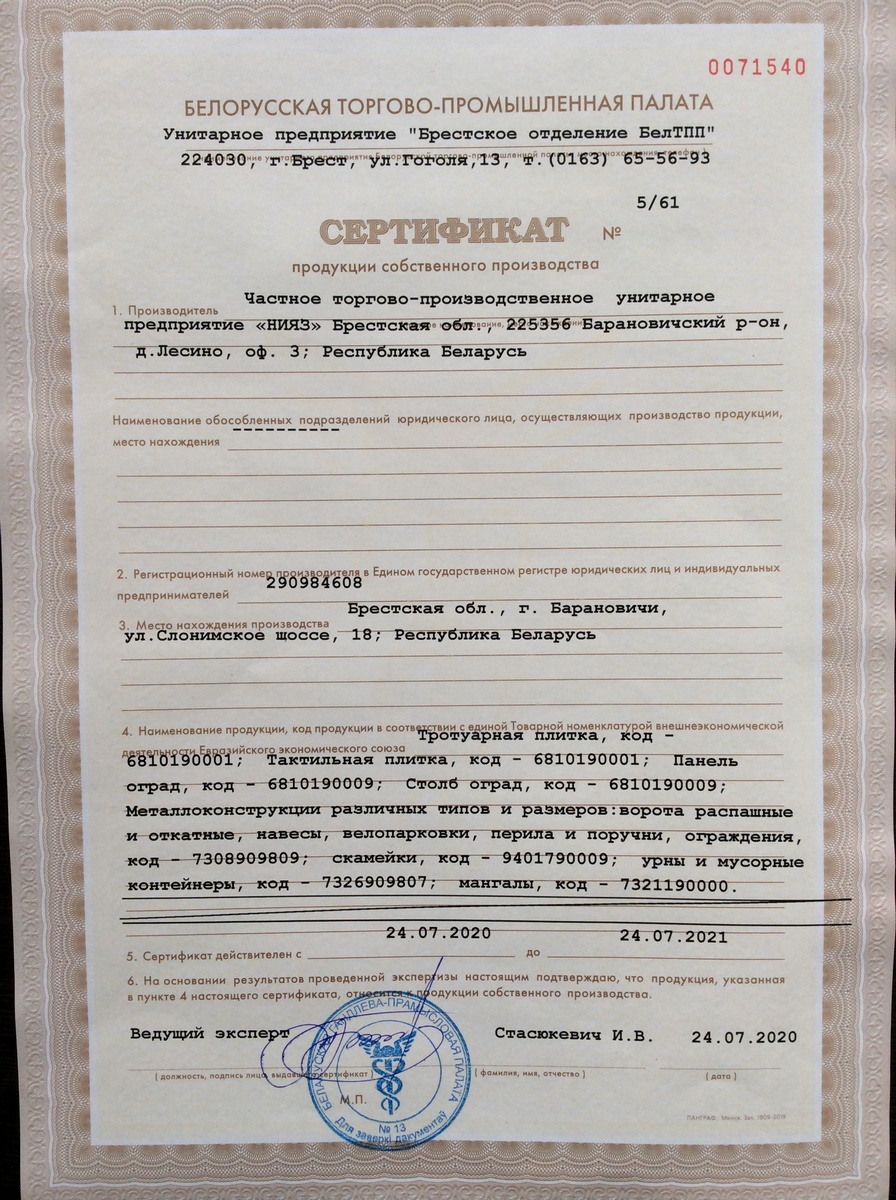 0071540
БЕЛОРУССКАЯ ТОРГОВО-ПРОМЫШЛЕННАЯ ПАЛАТА
Унитарное предприятие "Брестское отделение БелТПП"
224030, г.Брест, ул.Гоголя,13, т.(0163) 65-56-93
5/61
СЕРТИФИКАТ №
продукции собственного производства
Частное торгово-производственное унитарное
1. Производитель
предприятие «НИЯЗ» Брестская обл., 225356 Барановичский р-он,
д.Лесино, оф. 3; Республика Беларусь
Наименование обособленных подразделений юридического лица, осуществляющих производство продукции,
место нахождения
2. Регистрационный номер производителя в Едином государственном регистре юридических лиц и индивидуальных
290984608
предпринимателей
Брестская обл., г. Барановичи,
3. Место нахождения производства
ул.Слонимское щоссе, 18; Республика Беларусь
4. Наименование продукции, код продукции в соответствии с единой Товарной номенклатурой внешнеэкономической
Тротуарная плитка, код –
деятельности Евразийского экономического союза
6810190001; Тактильная плитка, код – 6810190001; Панель
оград, код – 6810190009; Столб оград, код – 6810190009;
Металлоконструкции различных типов и размеров:ворота распашные
и откатные, навесы, велопарковки, перила и поручни, ограждения,
код – 7308909809; скамейки, код – 9401790009; урны и мусорные
контейнеры, код – 7326909807; мангалы, код – 7321190000.
24.07.2020 24.07.2021
5. Сертификат действителен с до
6. На основании результатов проведенной экспертизы настоящим подтверждаю, что продукция, указанная
в пункте 4 настоящего сертификата, относится к продукции собственного производства.
Ведущий эксперт Стасюкевич И.В. 24.07.2020
( должность, подпись лица, выдавшего сертификат ) ( фамилия, имя, отчество ) ( дата )
М.П.
БЕЛАРУСКАЯ ГАНДЛЁВА-ПРАМЫСЛОВАЯ ПАЛАТА
№ 13
Для заверкі дакументаў